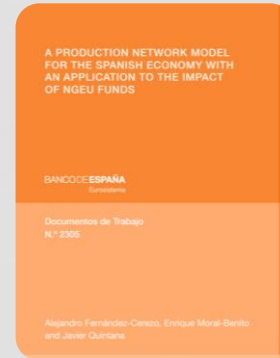 A PRODUCTION NETWORK MODEL
FOR THE SPANISH ECONOMY WITH
AN APPLICATION TO THE IMPACT
OF NGEU FUNDS
BANCODEESPAÑA
Eurosistema
Documentos de Trabajo
N.º 2305
Alejandro Fernández-Cerezo, Enrique Moral-Benito
and Javier Quintana